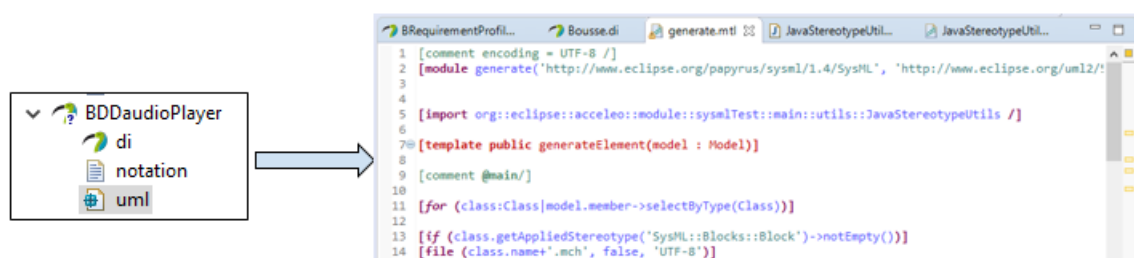 BDDaudioPlayer
di
notation
uml
BRequirementProfil... Bousse.di generate.mtl JavaStereotypeUtil... JavaStereotypeUtil...
1 [comment encoding = UTF-8 /]
2 [module generate('http://www.eclipse.org/papyrus/sysml/1.4/SysML', 'http://www.eclipse.org/uml2/
3
4
5 [import org::eclipse::acceleo::module::sysmlTest::main::utils::JavaStereotypeUtils /]
6
7 [template public generateElement(model : Model)]
8
9 [comment @main/]
10
11 [for (class:Class|model.member->selectByType(Class))]
12
13 [if (class.getAppliedStereotype('SysML::Blocks::Block')->notEmpty())]
14 [file (class.name+'.mch', false, 'UTF-8')]